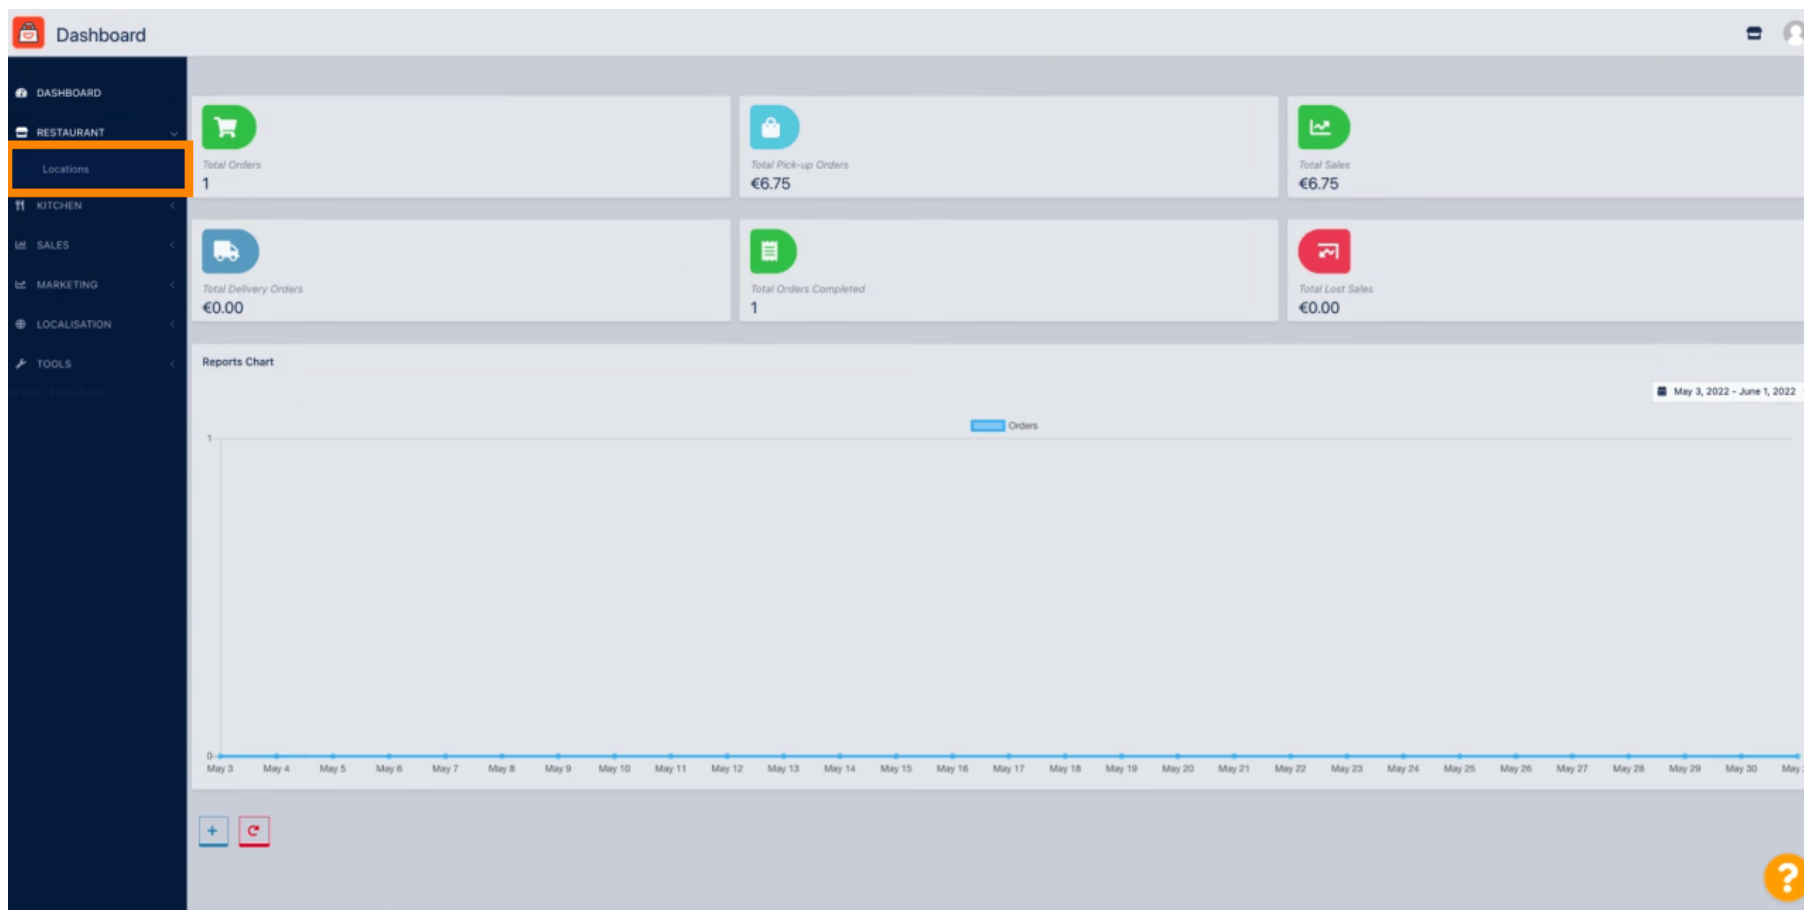 Dashboard
DASHBOARD
RESTAURANT
Locations
KITCHEN
SALES
MARKETING
LOCALISATION
TOOLS
Total Orders
1
Total Pick-up Orders
€6.75
Total Sales
€6.75
Total Delivery Orders
€0.00
Total Orders Completed
1
Total Lost Sales
€0.00
Reports Chart
May 3, 2022 - June 1, 2022
Orders
1
0
May 3 May 4 May 5 May 6 May 7 May 8 May 9 May 10 May 11 May 12 May 13 May 14 May 15 May 16 May 17 May 18 May 19 May 20 May 21 May 22 May 23 May 24 May 25 May 26 May 27 May 28 May 29 May 30 May
?